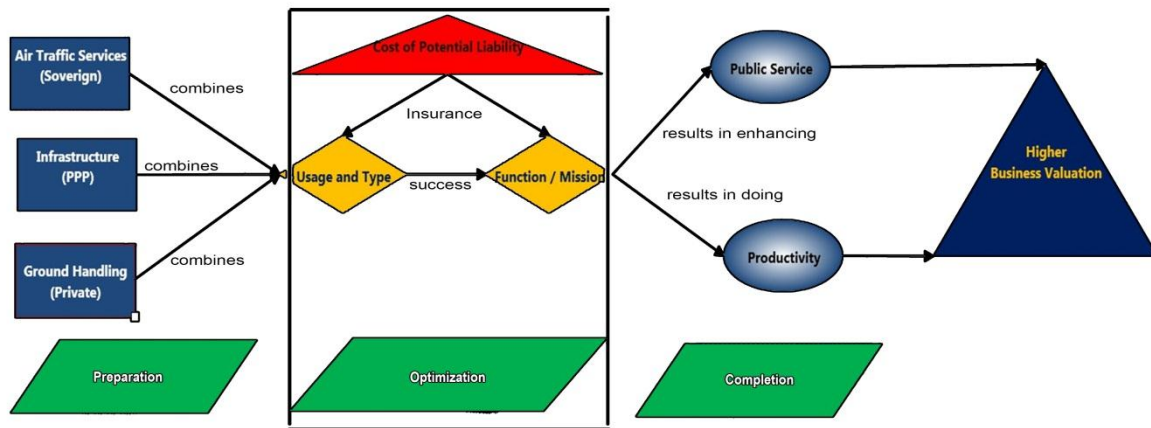 Air Traffic Services
(Soverign)
combines
Infrastructure
(PPP)
combines
Ground Handling
(Private)
combines
Cost of Potential Liability
Insurance
Usage and Type
success
Function / Mission
results in enhancing
results in doing
Public Service
Productivity
Higher
Business Valuation
Preparation
Optimization
Completion